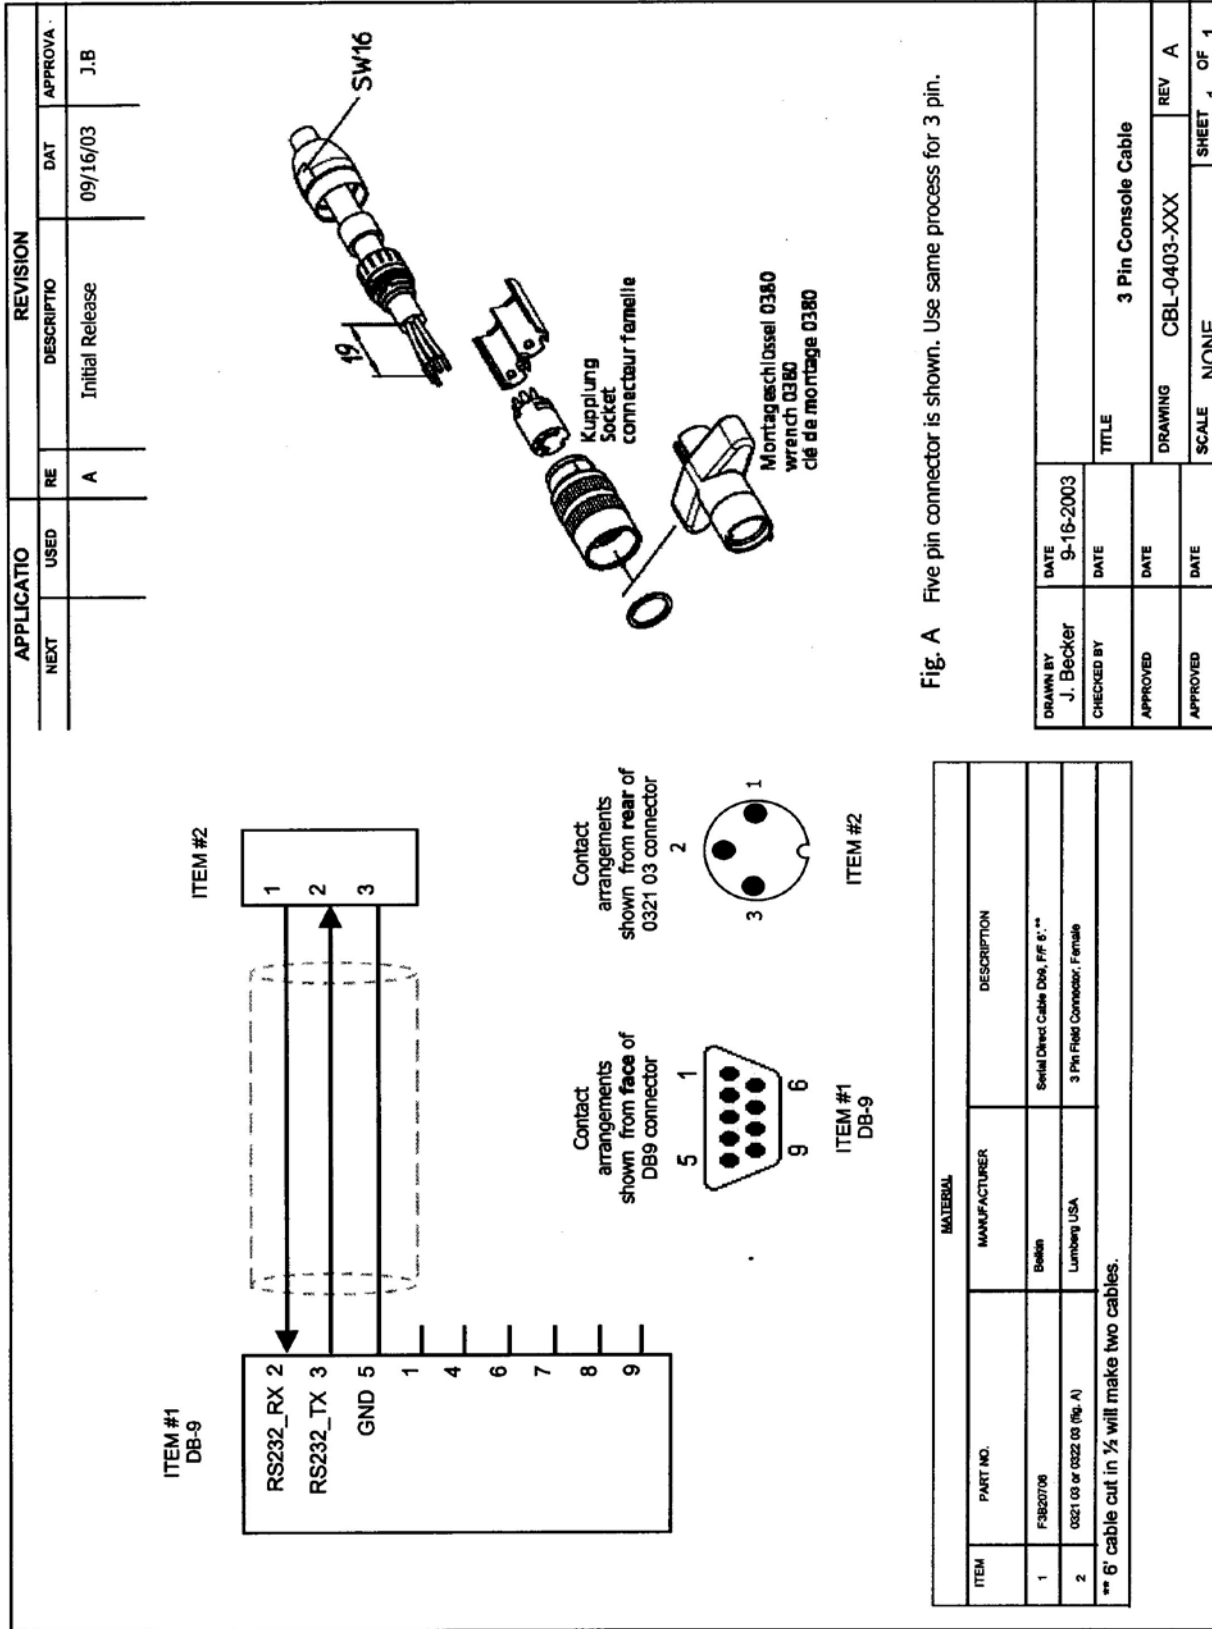 APPLICATIO
REVISION
NEXT
USED
RE
DESCRIPTIO
DAT
APPROVA
A
Initial Release
09/16/03
J.B
ITEM #1
DB-9
RS232_RX 2
RS232_TX 3
GND 5
1
4
6
7
8
9
ITEM #2
1
2
3
Contact
arrangements
shown from face of
DB9 connector
5
1
9
6
ITEM #1
DB-9
Contact
arrangements
shown from rear of
0321 03 connector
2
3
1
ITEM #2
SW16
19
Kupplung
Socket
connecteur femelle
Montageschlüssel 0380
wrench 0380
clé de montage 0380
Fig. A Five pin connector is shown. Use same process for 3 pin.
MATERIAL
ITEM
PART NO.
MANUFACTURER
DESCRIPTION
1
F3B20706
Belkin
Serial Direct Cable Db9, F/F 6'.**
2
0321 03 or 0322 03 (fig. A)
Lumberg USA
3 Pin Field Connector, Female
** 6' cable cut in ½ will make two cables.
DRAWN BY
J. Becker
DATE
9-16-2003
CHECKED BY
DATE
TITLE
3 Pin Console Cable
APPROVED
DATE
DRAWING
CBL-0403-XXX
REV A
APPROVED
DATE
SCALE
NONE
SHEET 1 OF 1